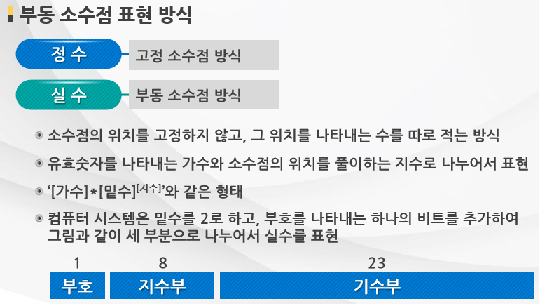 부동 소수점 표현 방식
정 수
고정 소수점 방식
실 수
부동 소수점 방식
◉ 소수점의 위치를 고정하지 않고, 그 위치를 나타내는 수를 따로 적는 방식
◉ 유효숫자를 나타내는 가수와 소수점의 위치를 풀이하는 지수로 나누어서 표현
◉ ‘[가수]*[밑수][지수]’와 같은 형태
◉ 컴퓨터 시스템은 밑수를 2로 하고, 부호를 나타내는 하나의 비트를 추가하여
그림과 같이 세 부분으로 나누어서 실수를 표현
1 8 23
부호 지수부 기수부